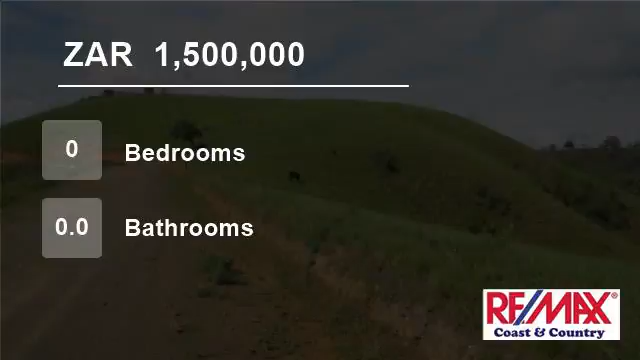 ZAR 1,500,000
0 Bedrooms
0.0 Bathrooms
RE/MAX®
Coast & Country